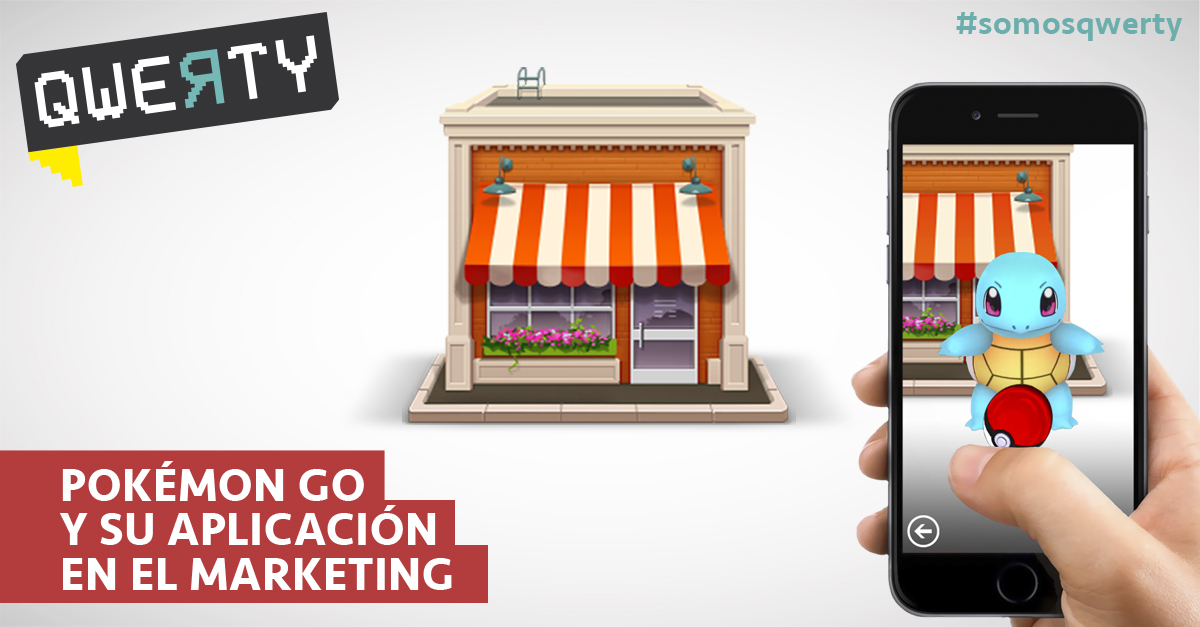 QWERTY
#somosqwerty
POKÉMON GO
Y SU APLICACIÓN
EN EL MARKETING